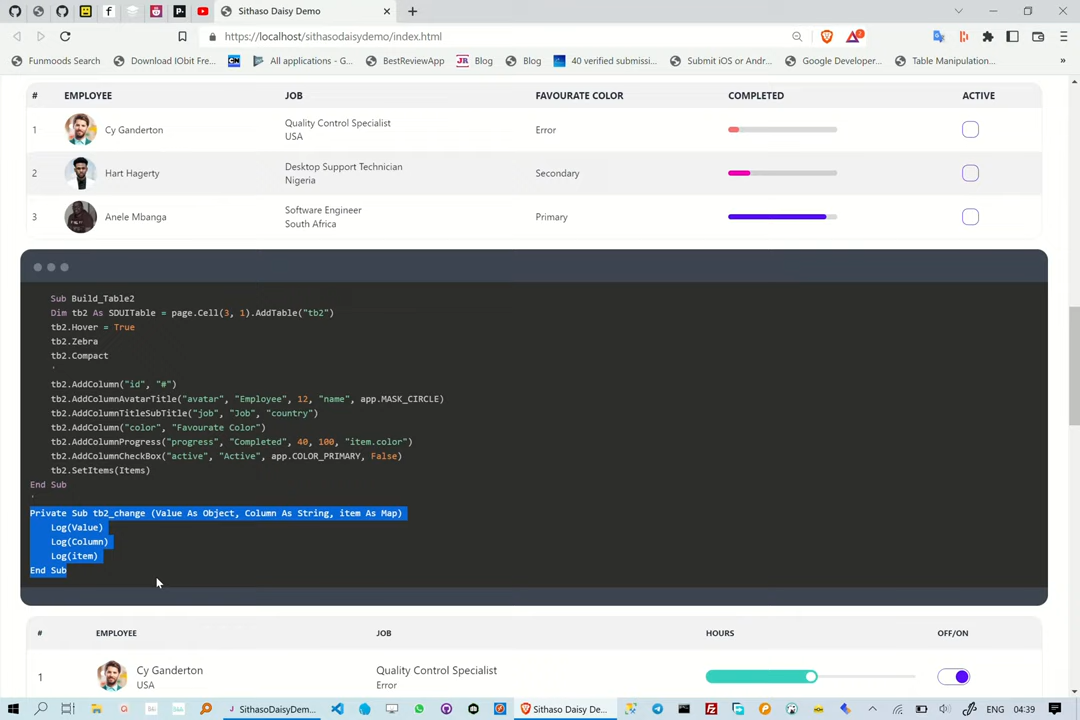 Sithaso Daisy Demo
https://localhost/sithasodaisydemo/index.html
Funmoods Search
Download IObit Fre...
All applications - G...
BestReviewApp
JR
Blog
Blog
40 verified submissi...
Submit iOS or Andr...
Google Developer...
Table Manipulation...
»
# EMPLOYEE JOB FAVOURATE COLOR COMPLETED ACTIVE
1 Cy Ganderton Quality Control Specialist Error
USA
2 Hart Hagerty Desktop Support Technician Secondary
Nigeria
3 Anele Mbanga Software Engineer Primary
South Africa
Sub Build_Table2
Dim tb2 As SDUITable = page.Cell(3, 1).AddTable("tb2")
tb2.Hover = True
tb2.Zebra
tb2.Compact
'
tb2.AddColumn("id", "#")
tb2.AddColumnAvatarTitle("avatar", "Employee", 12, "name", app.MASK_CIRCLE)
tb2.AddColumnTitleSubTitle("job", "Job", "country")
tb2.AddColumn("color", "Favourate Color")
tb2.AddColumnProgress("progress", "Completed", 40, 100, "item.color")
tb2.AddColumnCheckBox("active", "Active", app.COLOR_PRIMARY, False)
tb2.SetItems(Items)
End Sub
'
Private Sub tb2_change (Value As Object, Column As String, item As Map)
Log(Value)
Log(Column)
Log(item)
End Sub
# EMPLOYEE JOB HOURS OFF/ON
1 Cy Ganderton Quality Control Specialist
USA Error
SithasoDaisyDem...
Sithaso Daisy De...
ENG
04:39